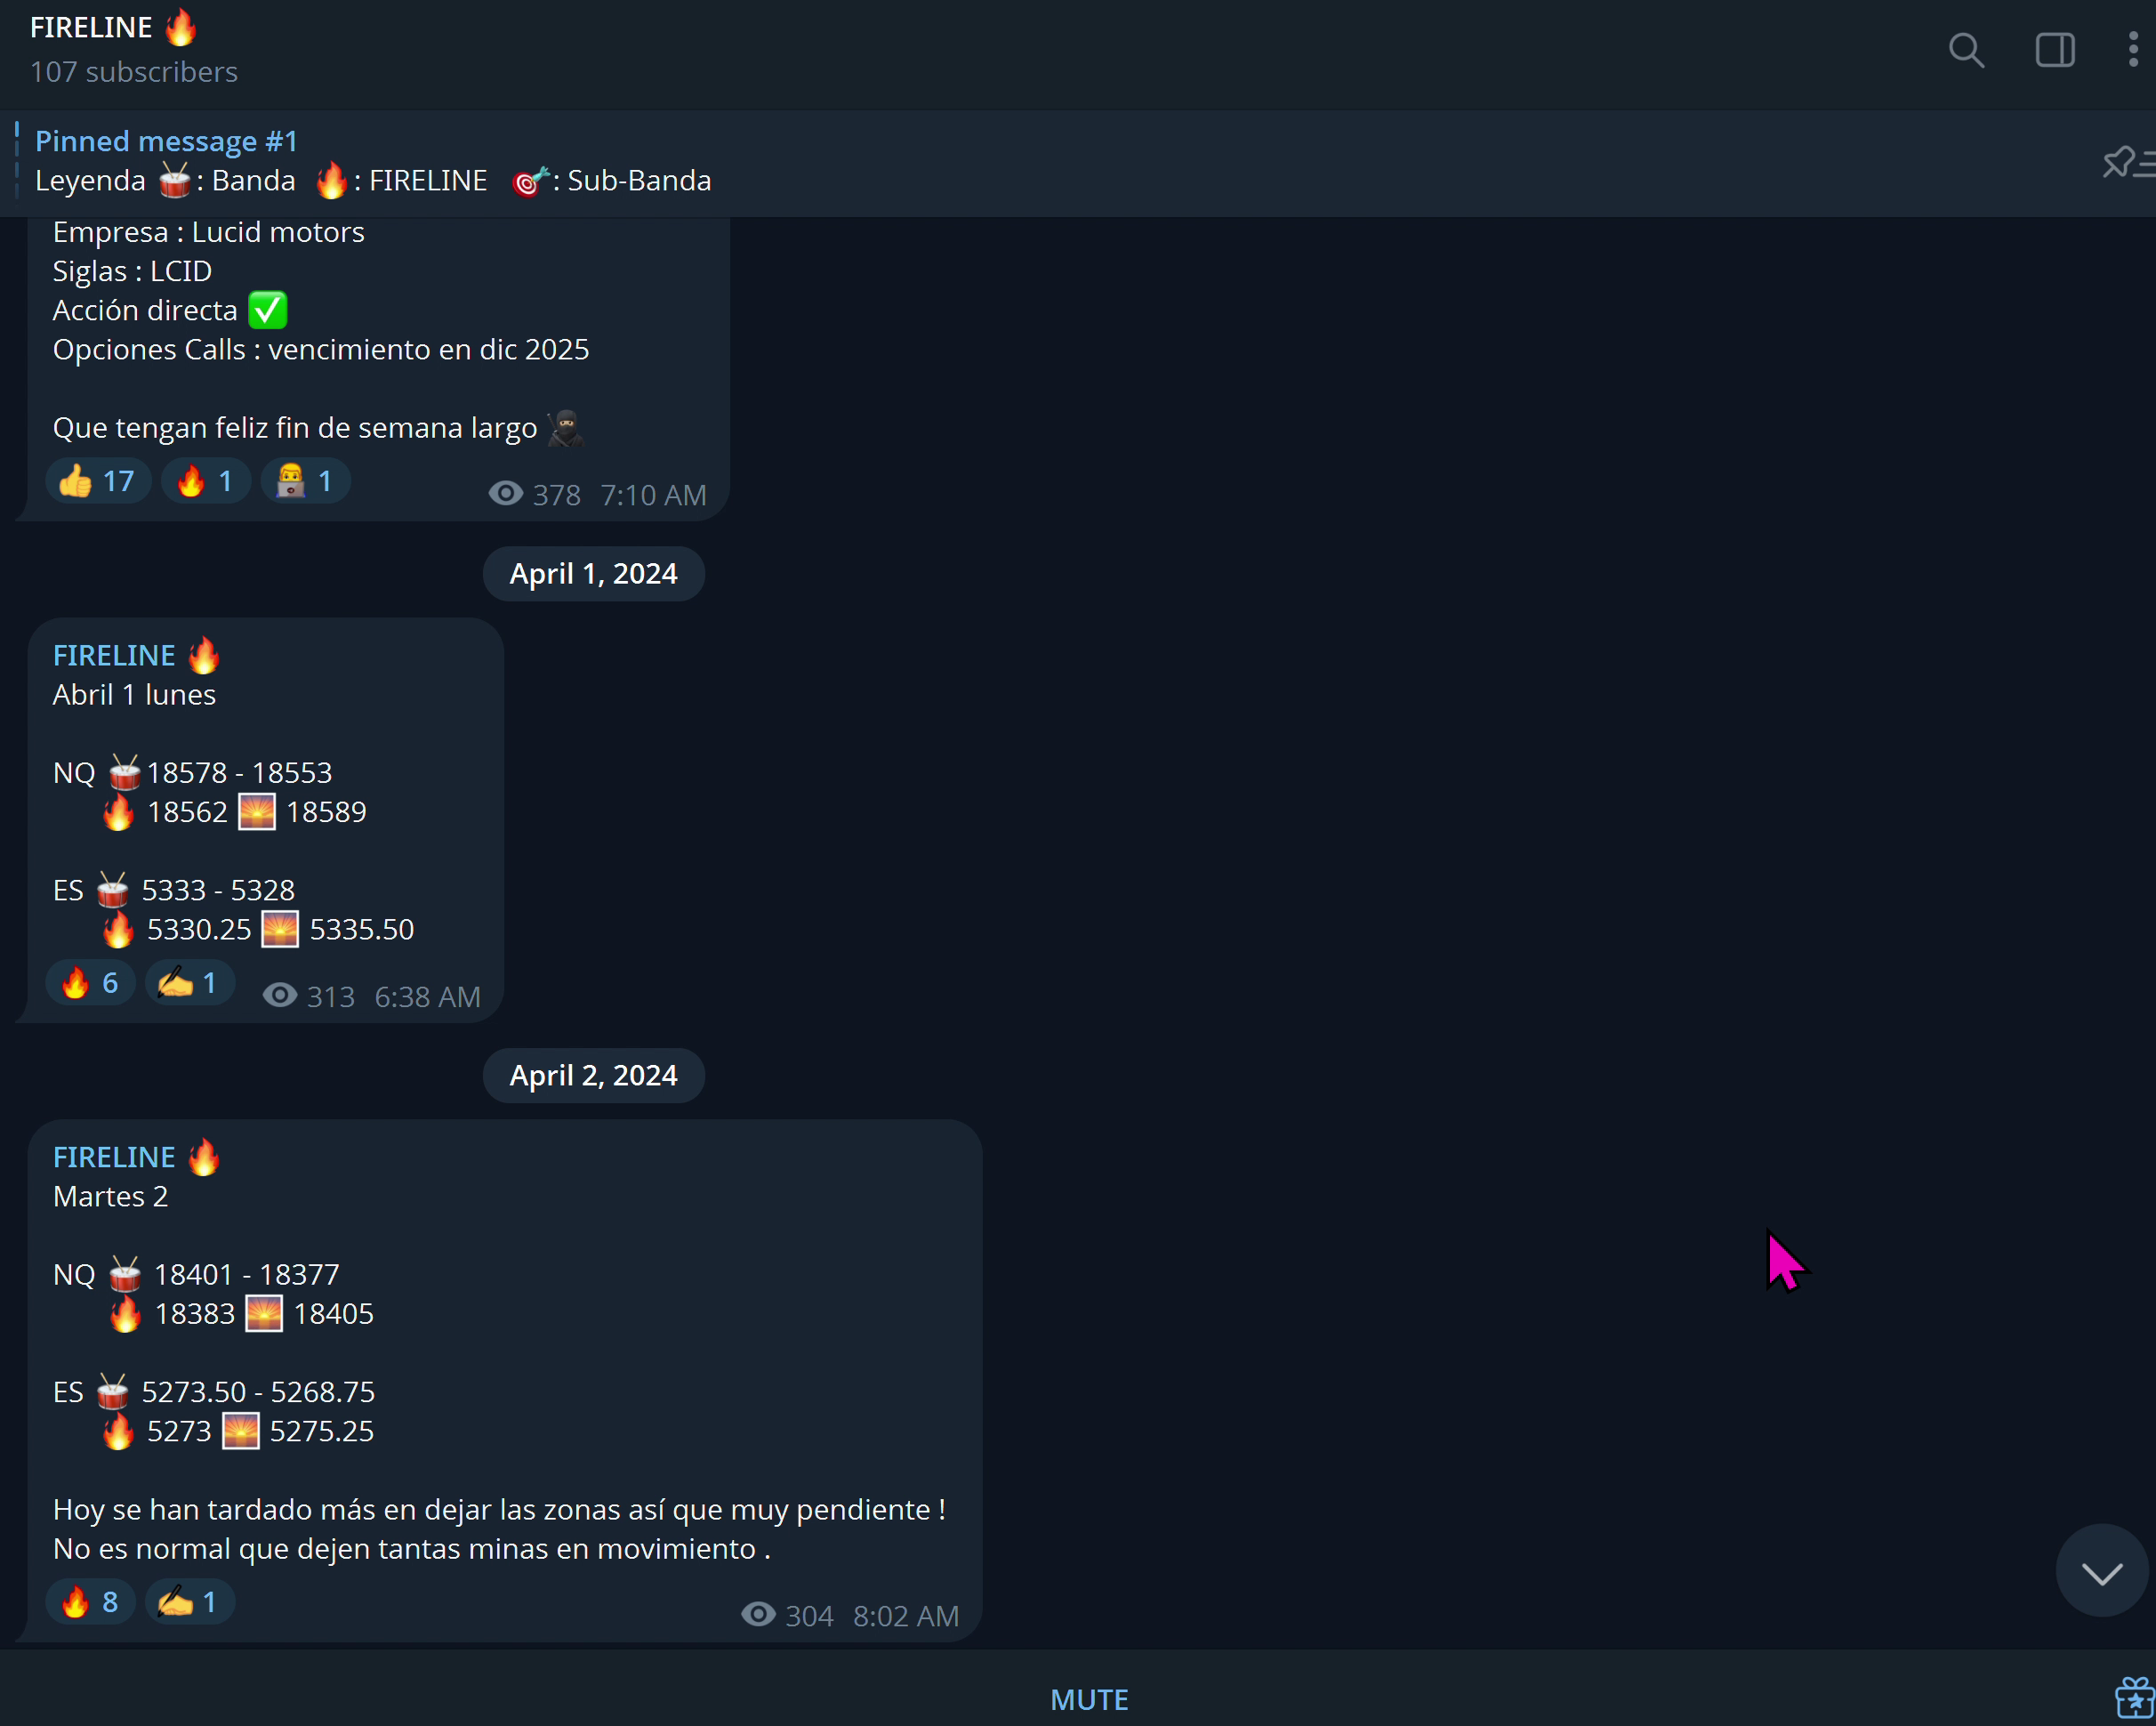 FIRELINE 🔥
107 subscribers
Pinned message #1
Leyenda 🥁: Banda 🔥: FIRELINE 🎯: Sub-Banda
Empresa : Lucid motors
Siglas : LCID
Acción directa ✅
Opciones Calls : vencimiento en dic 2025
Que tengan feliz fin de semana largo 🥷
👍 17 🔥 1 👨‍💻 1 378 7:10 AM
April 1, 2024
FIRELINE 🔥
Abril 1 lunes
NQ 🥁18578 - 18553
🔥 18562 🌅 18589
ES 🥁 5333 - 5328
🔥 5330.25 🌅 5335.50
🔥 6 ✍️ 1 313 6:38 AM
April 2, 2024
FIRELINE 🔥
Martes 2
NQ 🥁 18401 - 18377
🔥 18383 🌅 18405
ES 🥁 5273.50 - 5268.75
🔥 5273 🌅 5275.25
Hoy se han tardado más en dejar las zonas así que muy pendiente !
No es normal que dejen tantas minas en movimiento .
🔥 8 ✍️ 1 304 8:02 AM
MUTE